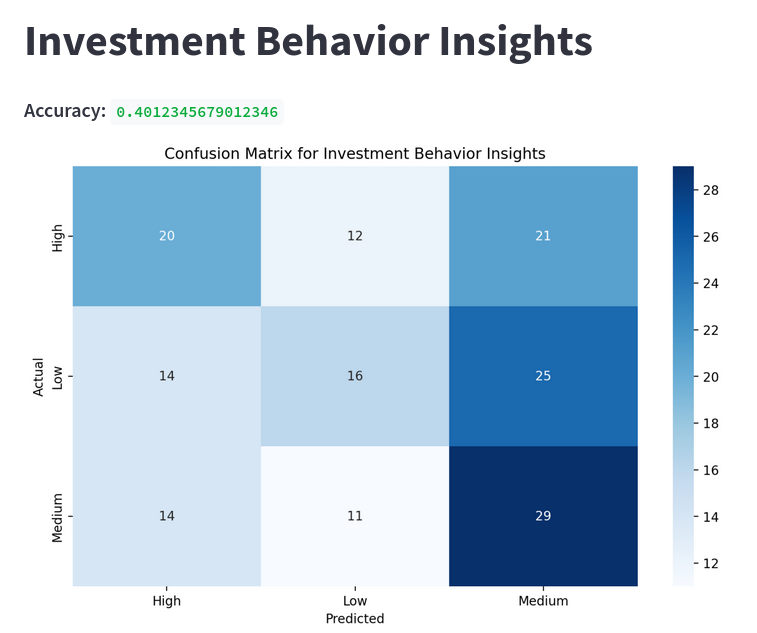 Investment Behavior Insights
Accuracy: 0.4012345679012346
Confusion Matrix for Investment Behavior Insights
High 20 12 21
Actual
Low 14 16 25
Medium 14 11 29
High Low Medium
Predicted
28
26
24
22
20
18
16
14
12